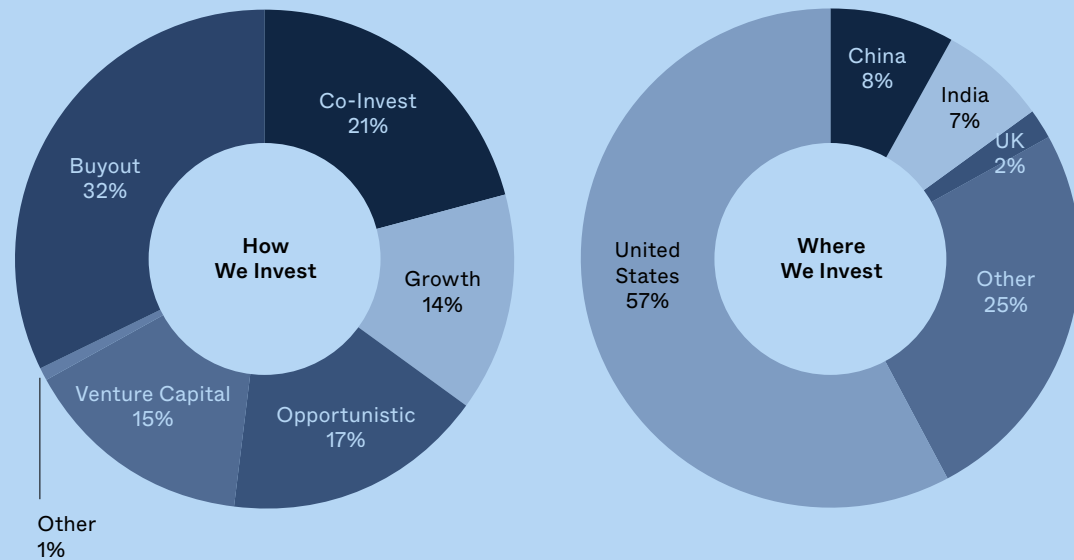 How
We Invest
Co-Invest
21%
Growth
14%
Opportunistic
17%
Venture Capital
15%
Other
1%
Buyout
32%
Where
We Invest
China
8%
India
7%
UK
2%
Other
25%
United
States
57%